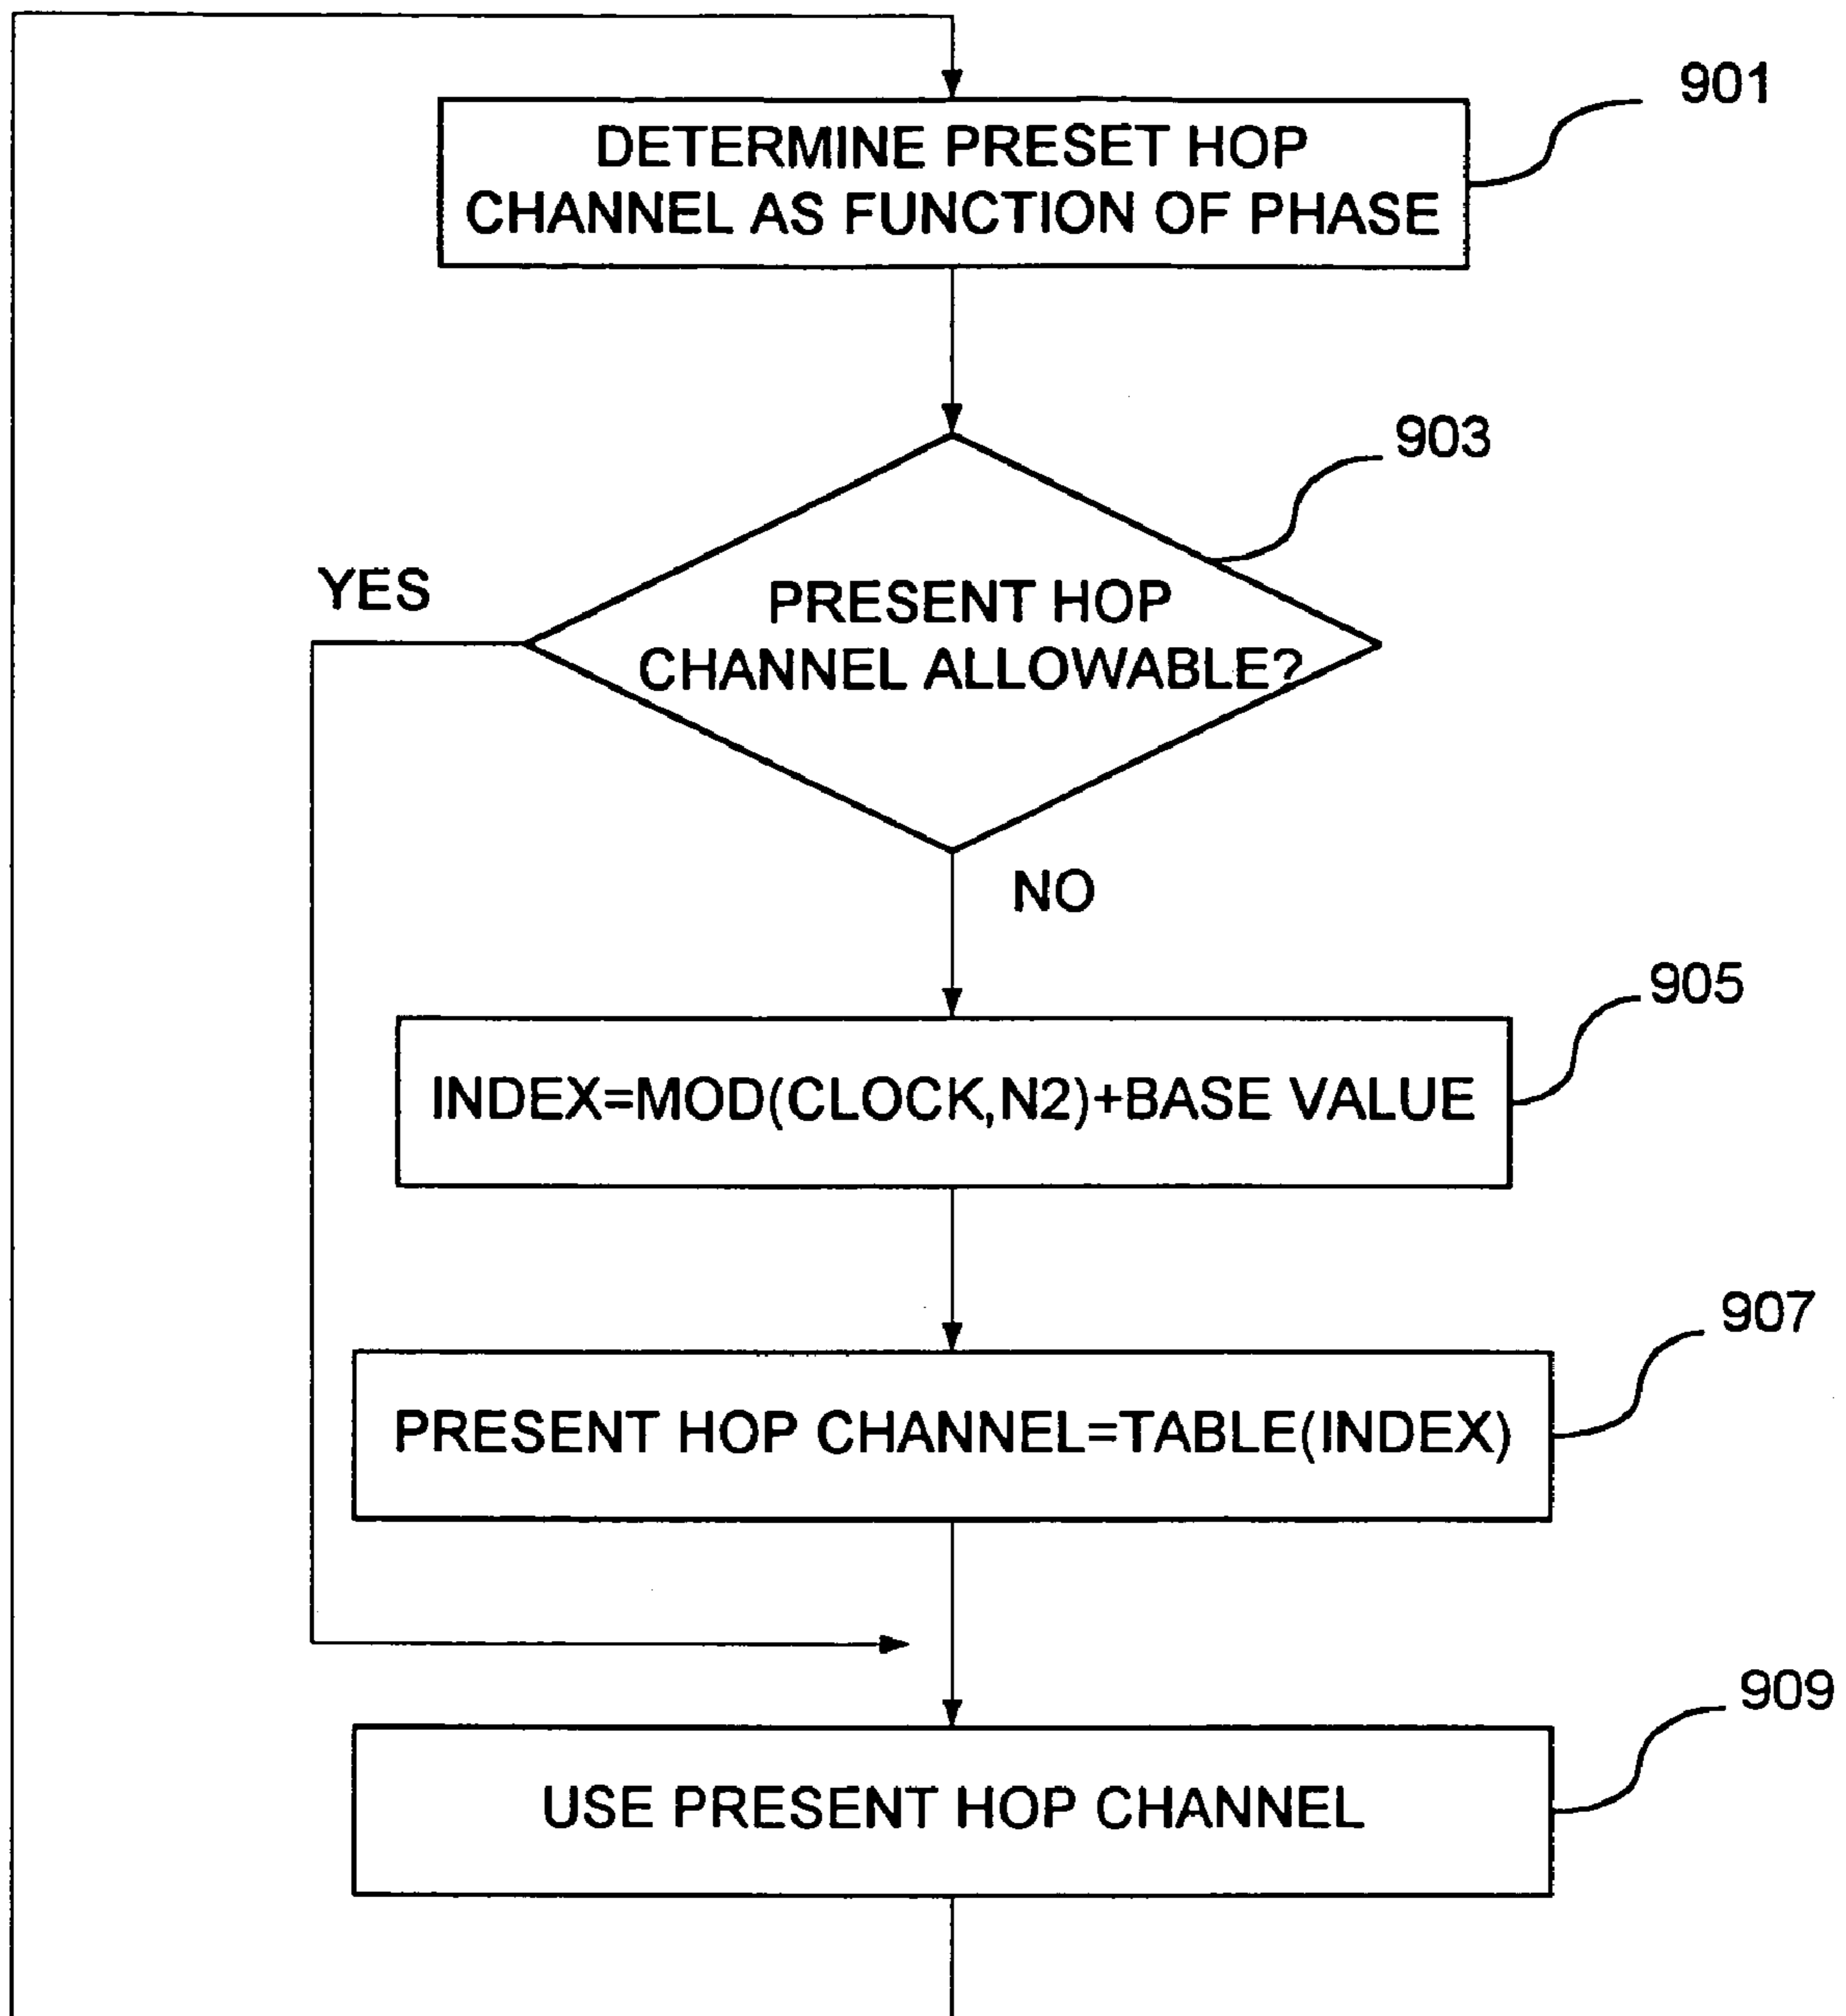 901
DETERMINE PRESET HOP
CHANNEL AS FUNCTION OF PHASE
903
YES
PRESENT HOP
CHANNEL ALLOWABLE?
NO
905
INDEX=MOD(CLOCK,N2)+BASE VALUE
907
PRESENT HOP CHANNEL=TABLE(INDEX)
909
USE PRESENT HOP CHANNEL